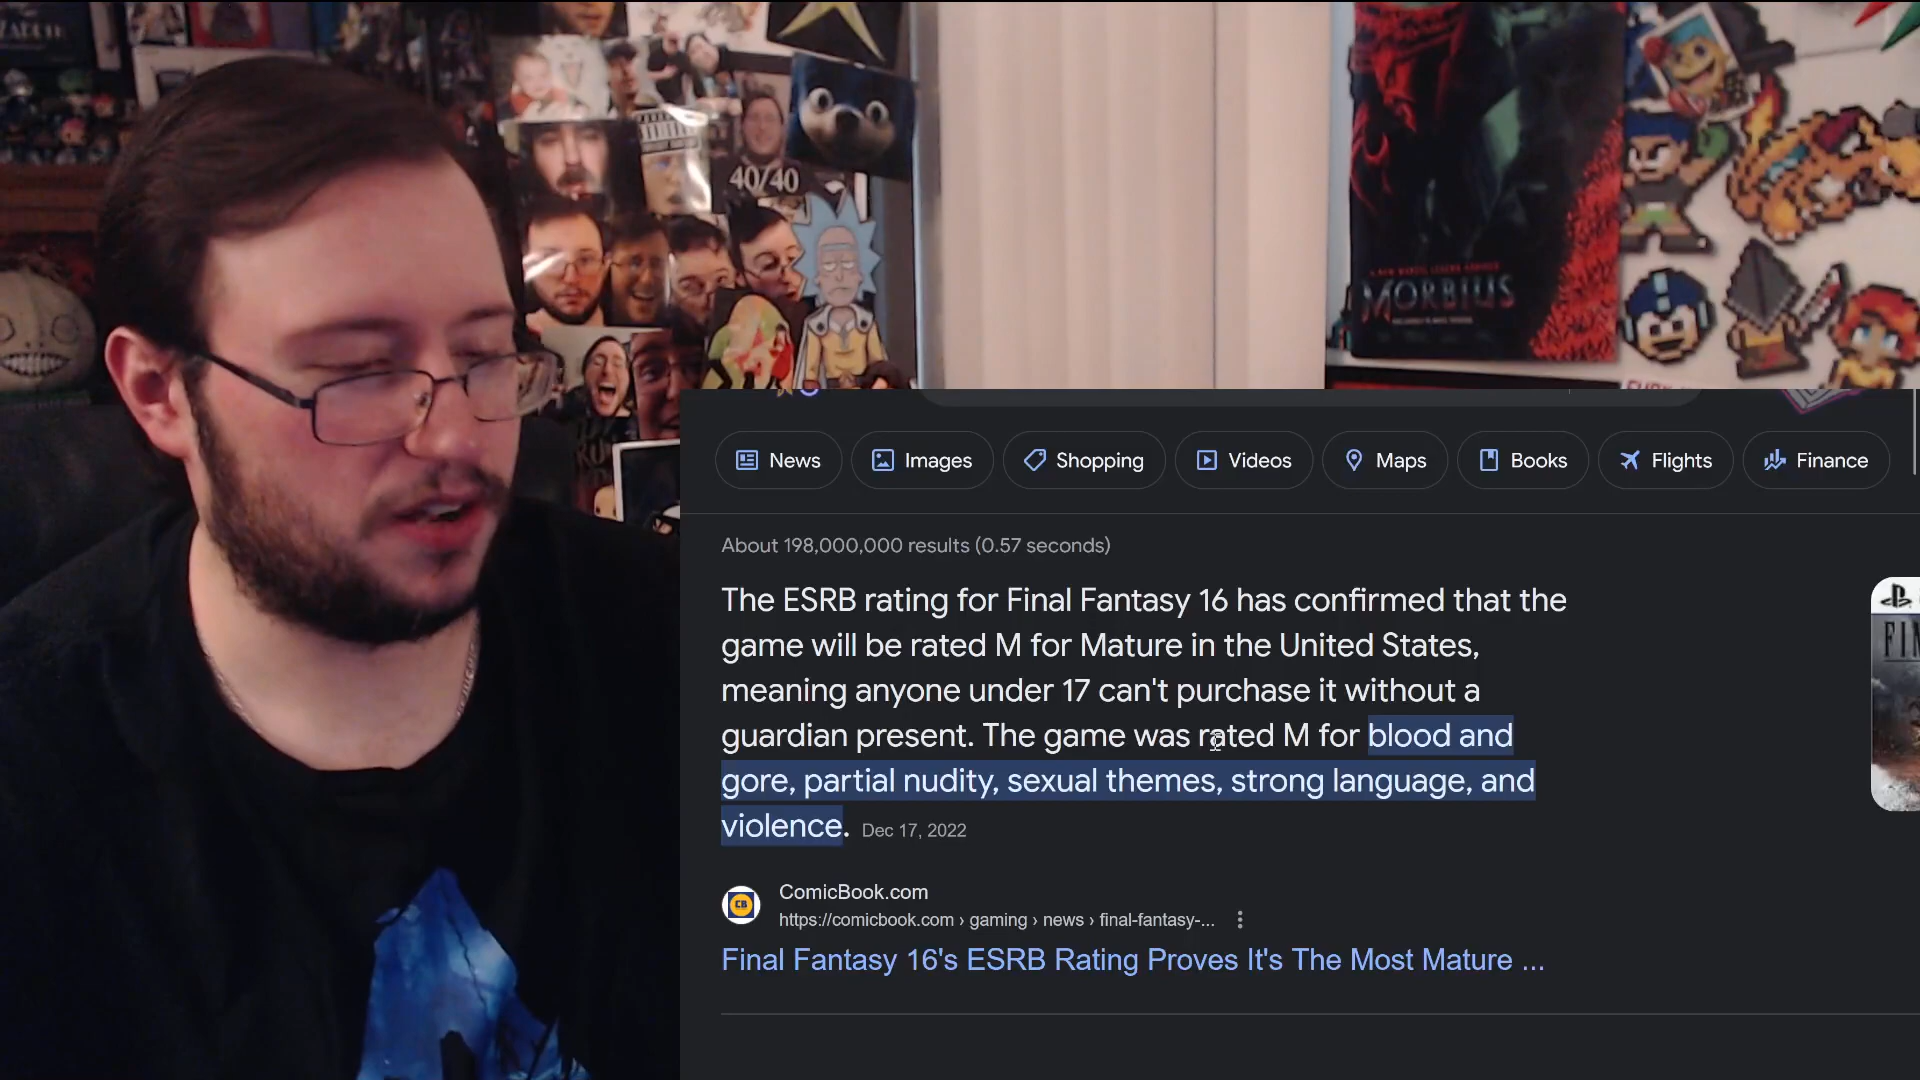 40/40
MORBIUS
News Images Shopping Videos Maps Books Flights Finance
About 198,000,000 results (0.57 seconds)
The ESRB rating for Final Fantasy 16 has confirmed that the
game will be rated M for Mature in the United States,
meaning anyone under 17 can't purchase it without a
guardian present. The game was rated M for blood and
gore, partial nudity, sexual themes, strong language, and
violence. Dec 17, 2022
FIN
CB
ComicBook.com
https://comicbook.com › gaming › news › final-fantasy-...
Final Fantasy 16's ESRB Rating Proves It's The Most Mature ...